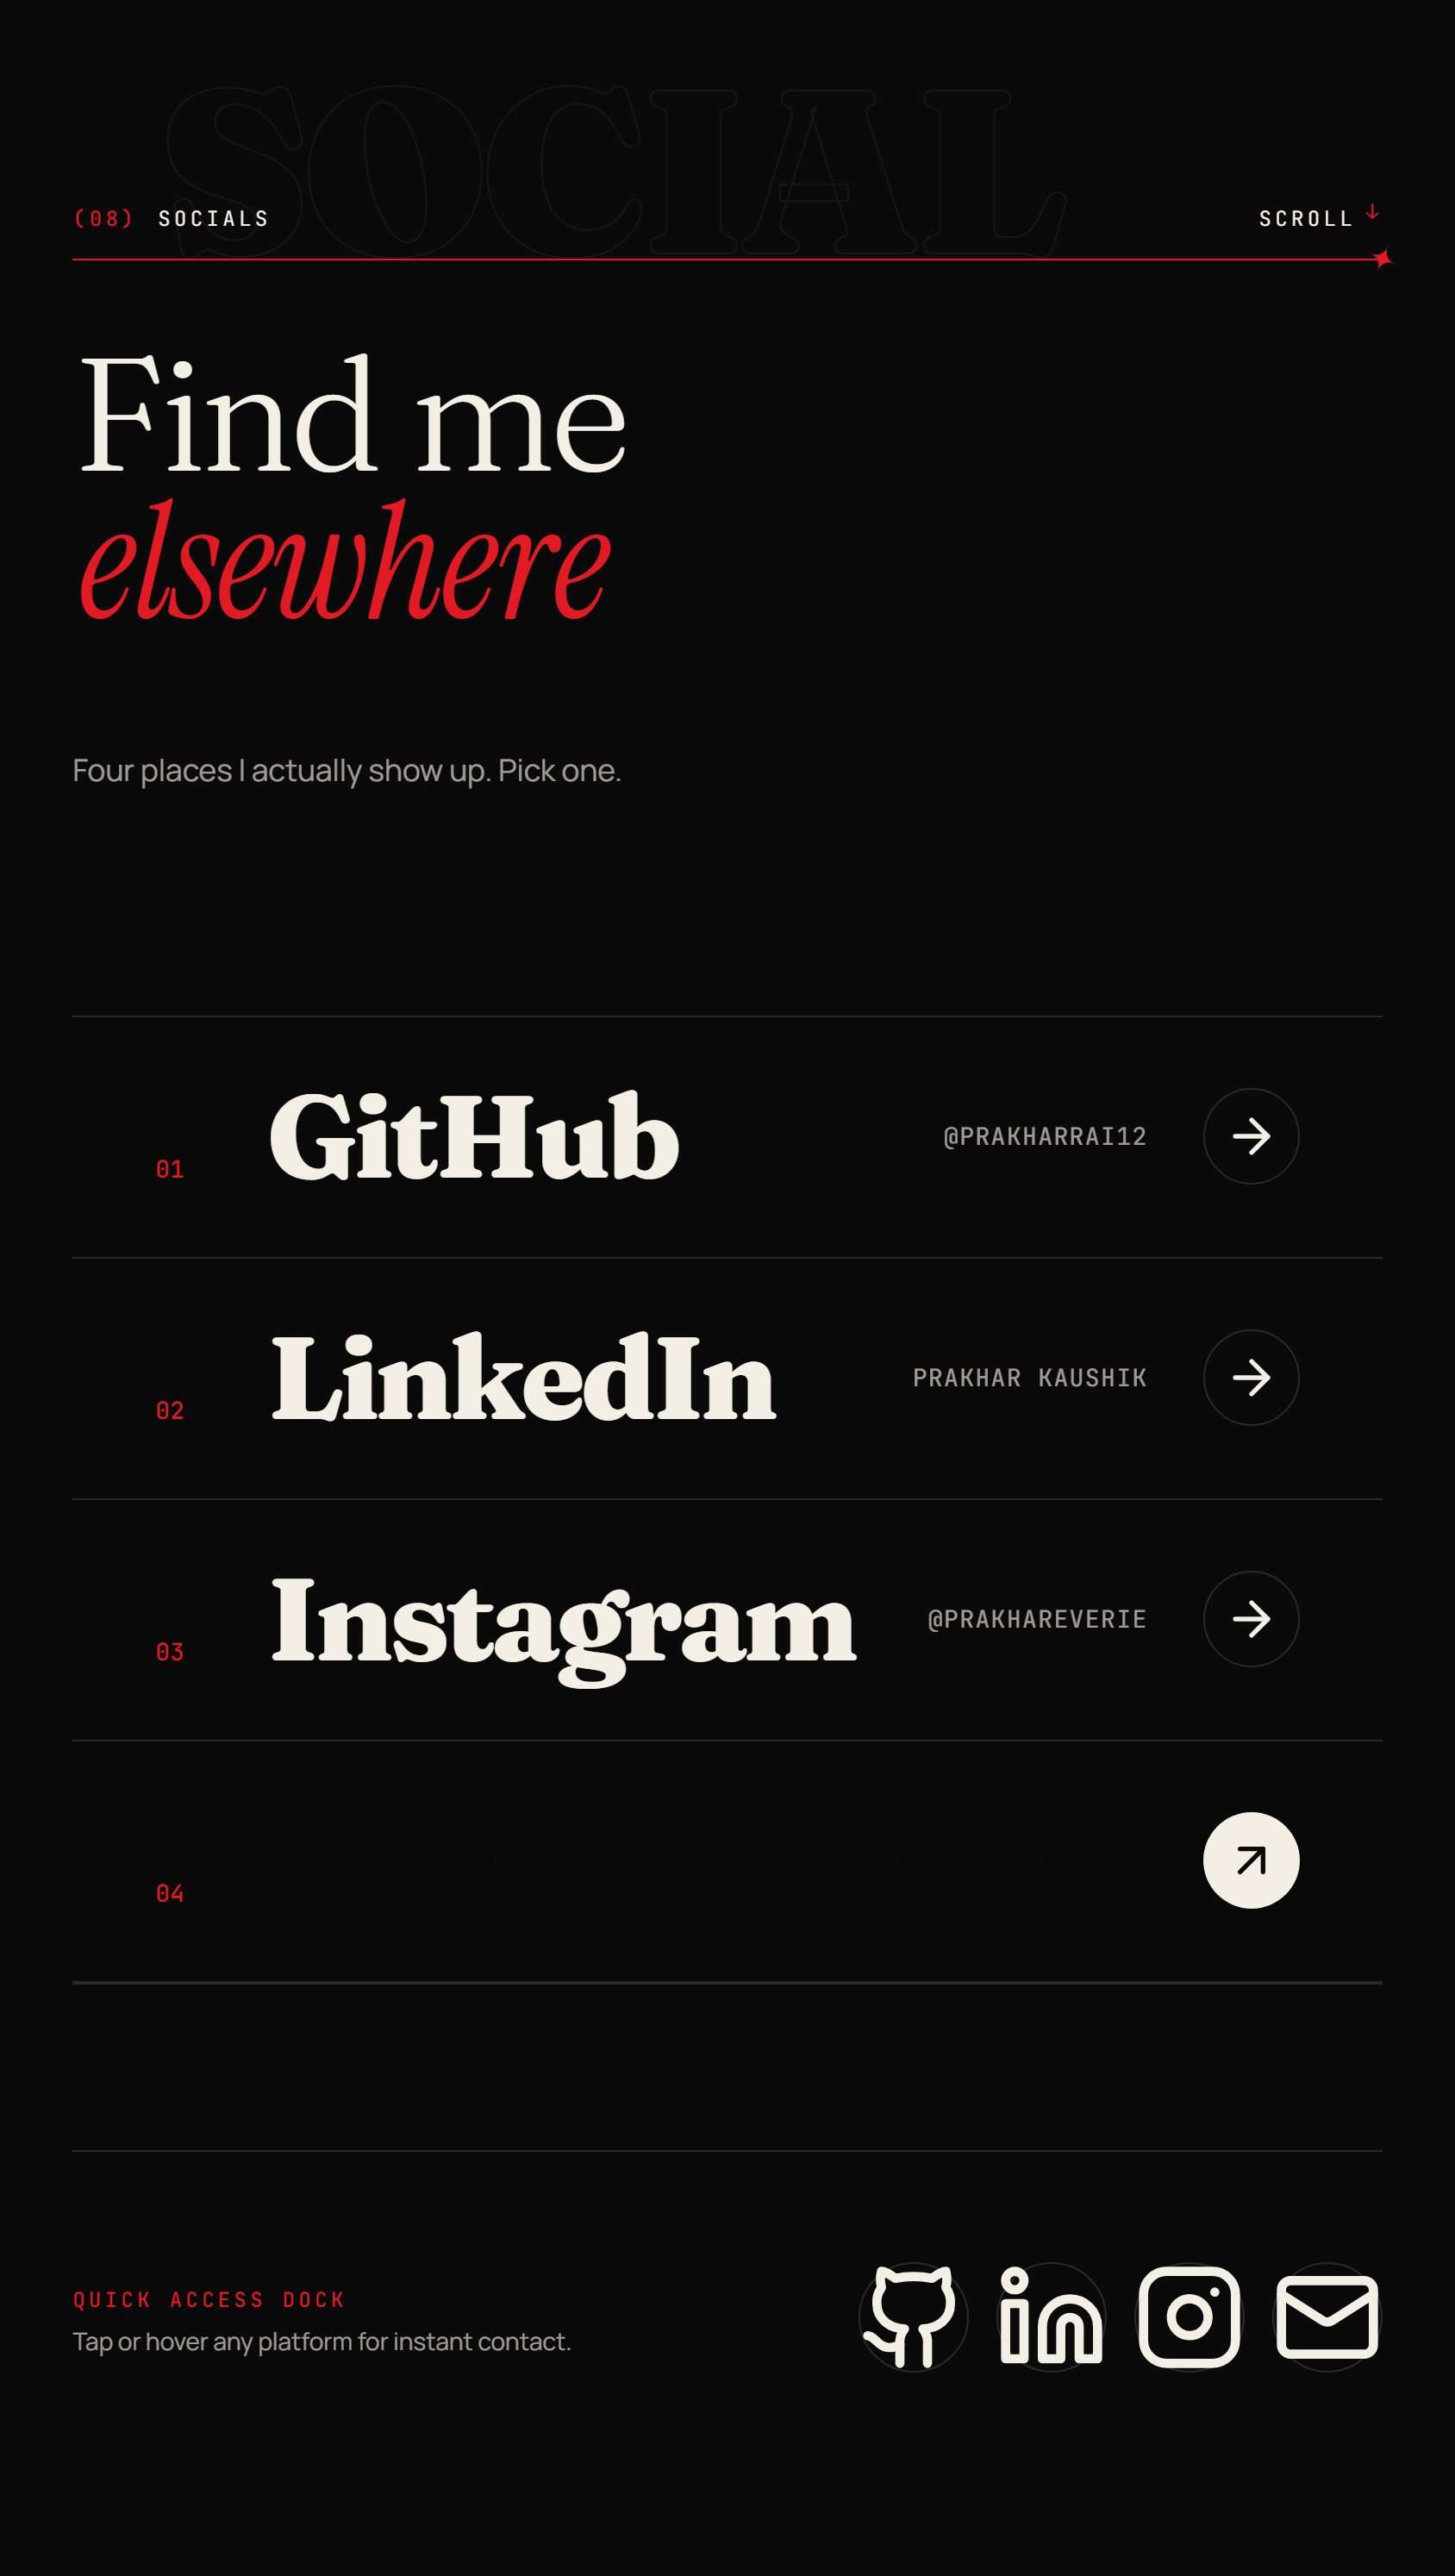 SOCIAL
(08) SOCIALS
SCROLL ↓
Find me
elsewhere
Four places I actually show up. Pick one.
01 GitHub @PRAKHARRAI12
02 LinkedIn PRAKHAR KAUSHIK
03 Instagram @PRAKHAREVERIE
04
QUICK ACCESS DOCK
Tap or hover any platform for instant contact.
in